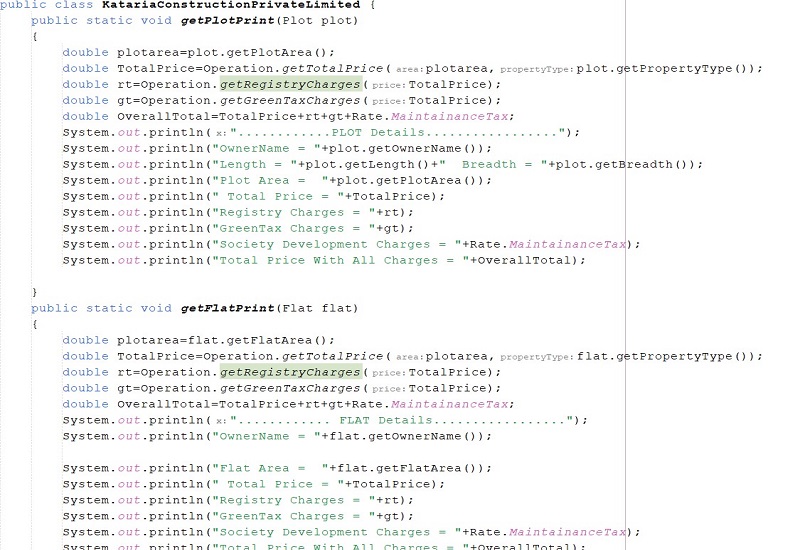 public class KatariaConstructionPrivateLimited {
public static void getPlotPrint(Plot plot)
{
double plotarea=plot.getPlotArea();
double TotalPrice=Operation.getTotalPrice( area: plotarea, propertyType: plot.getPropertyType());
double rt=Operation.getRegistryCharges( price: TotalPrice);
double gt=Operation.getGreenTaxCharges( price: TotalPrice);
double OverallTotal=TotalPrice+rt+gt+Rate.MaintainanceTax;
System.out.println( x: "............PLOT Details.................");
System.out.println("OwnerName = "+plot.getOwnerName());
System.out.println("Length = "+plot.getLength()+"  Breadth = "+plot.getBreadth());
System.out.println("Plot Area =  "+plot.getPlotArea());
System.out.println(" Total Price = "+TotalPrice);
System.out.println("Registry Charges = "+rt);
System.out.println("GreenTax Charges = "+gt);
System.out.println("Society Development Charges = "+Rate.MaintainanceTax);
System.out.println("Total Price With All Charges = "+OverallTotal);
}
public static void getFlatPrint(Flat flat)
{
double plotarea=flat.getFlatArea();
double TotalPrice=Operation.getTotalPrice( area: plotarea, propertyType: flat.getPropertyType());
double rt=Operation.getRegistryCharges( price: TotalPrice);
double gt=Operation.getGreenTaxCharges( price: TotalPrice);
double OverallTotal=TotalPrice+rt+gt+Rate.MaintainanceTax;
System.out.println( x: "............ FLAT Details.................");
System.out.println("OwnerName = "+flat.getOwnerName());
System.out.println("Flat Area =  "+flat.getFlatArea());
System.out.println(" Total Price = "+TotalPrice);
System.out.println("Registry Charges = "+rt);
System.out.println("GreenTax Charges = "+gt);
System.out.println("Society Development Charges = "+Rate.MaintainanceTax);
System.out.println("Total Price With All Charges = "+OverallTotal);